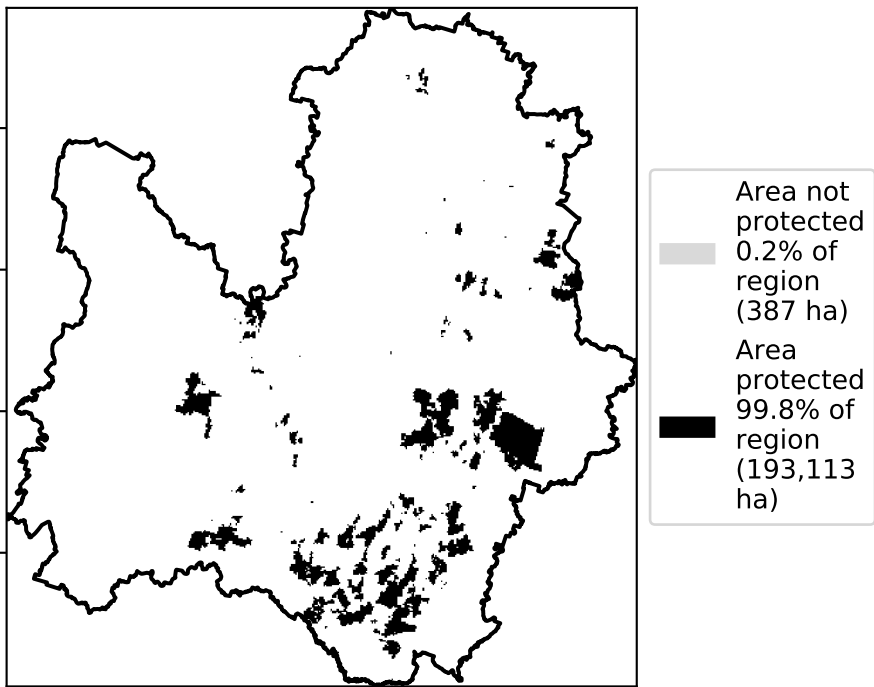 Area not
protected
0.2% of
region
(387 ha)
Area
protected
99.8% of
region
(193,113
ha)